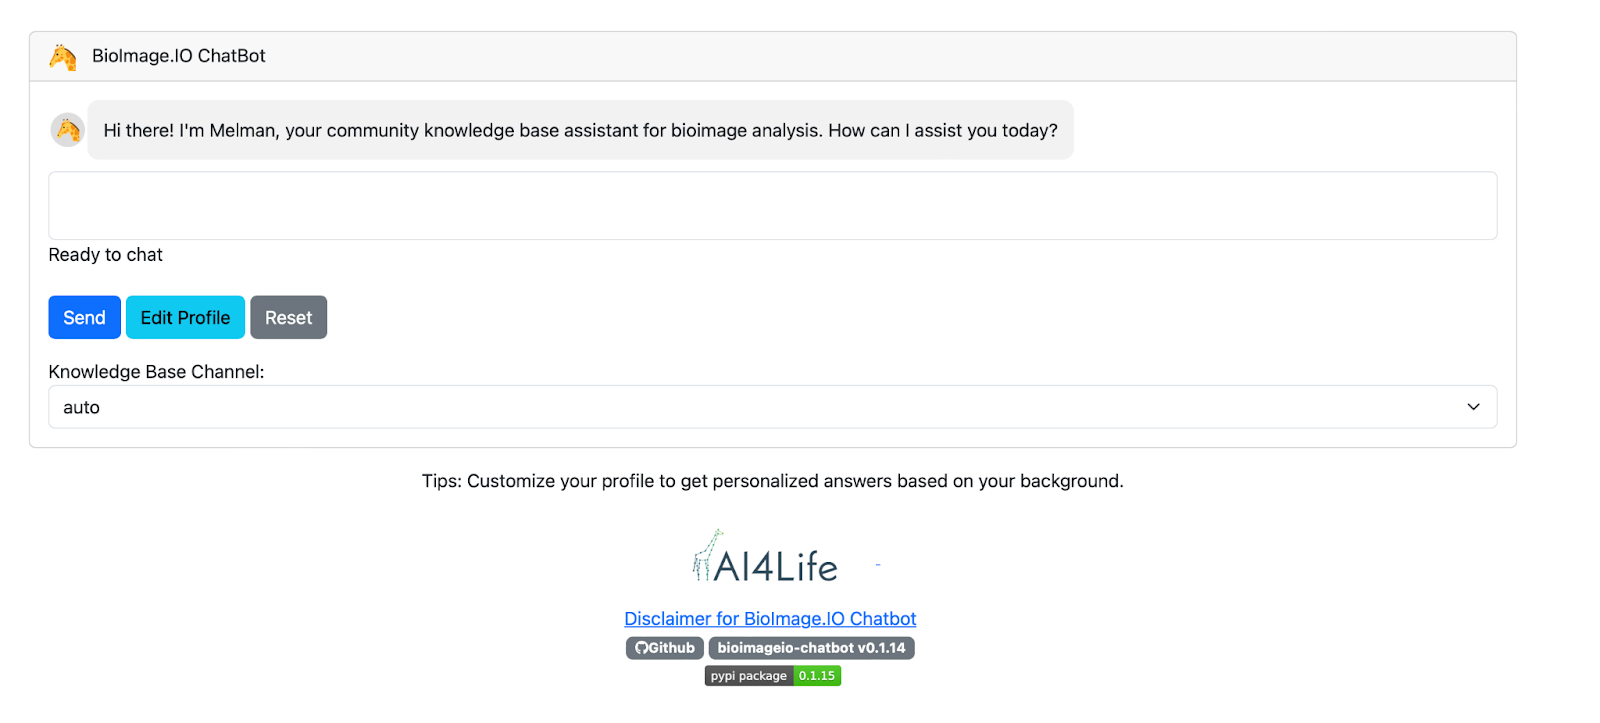 BioImage.IO ChatBot
Hi there! I'm Melman, your community knowledge base assistant for bioimage analysis. How can I assist you today?
Ready to chat
Send Edit Profile Reset
Knowledge Base Channel:
auto
Tips: Customize your profile to get personalized answers based on your background.
AI4Life
Disclaimer for BioImage.IO Chatbot
Github bioimageio-chatbot v0.1.14
pypi package 0.1.15